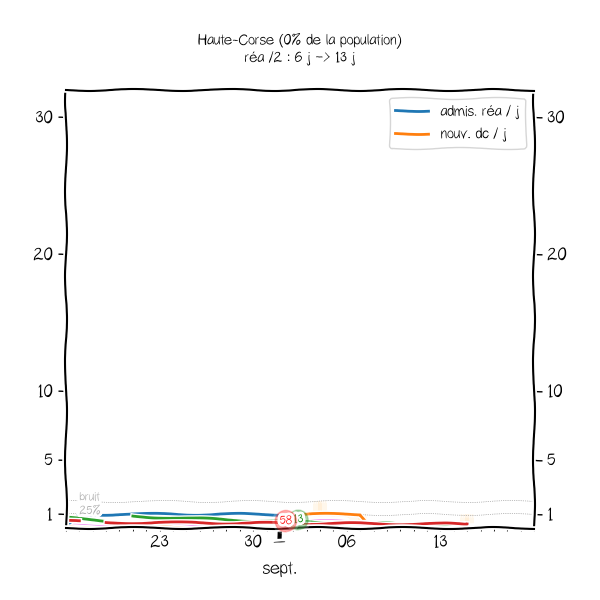 Haute-Corse (0% de la population)
réa /2 : 6 j -> 13 j
admis. réa / j
nouv. dc / j
30
30
20
20
10
10
5
5
bruit
25%
1
1
58
13
23
30
06
13
sept.